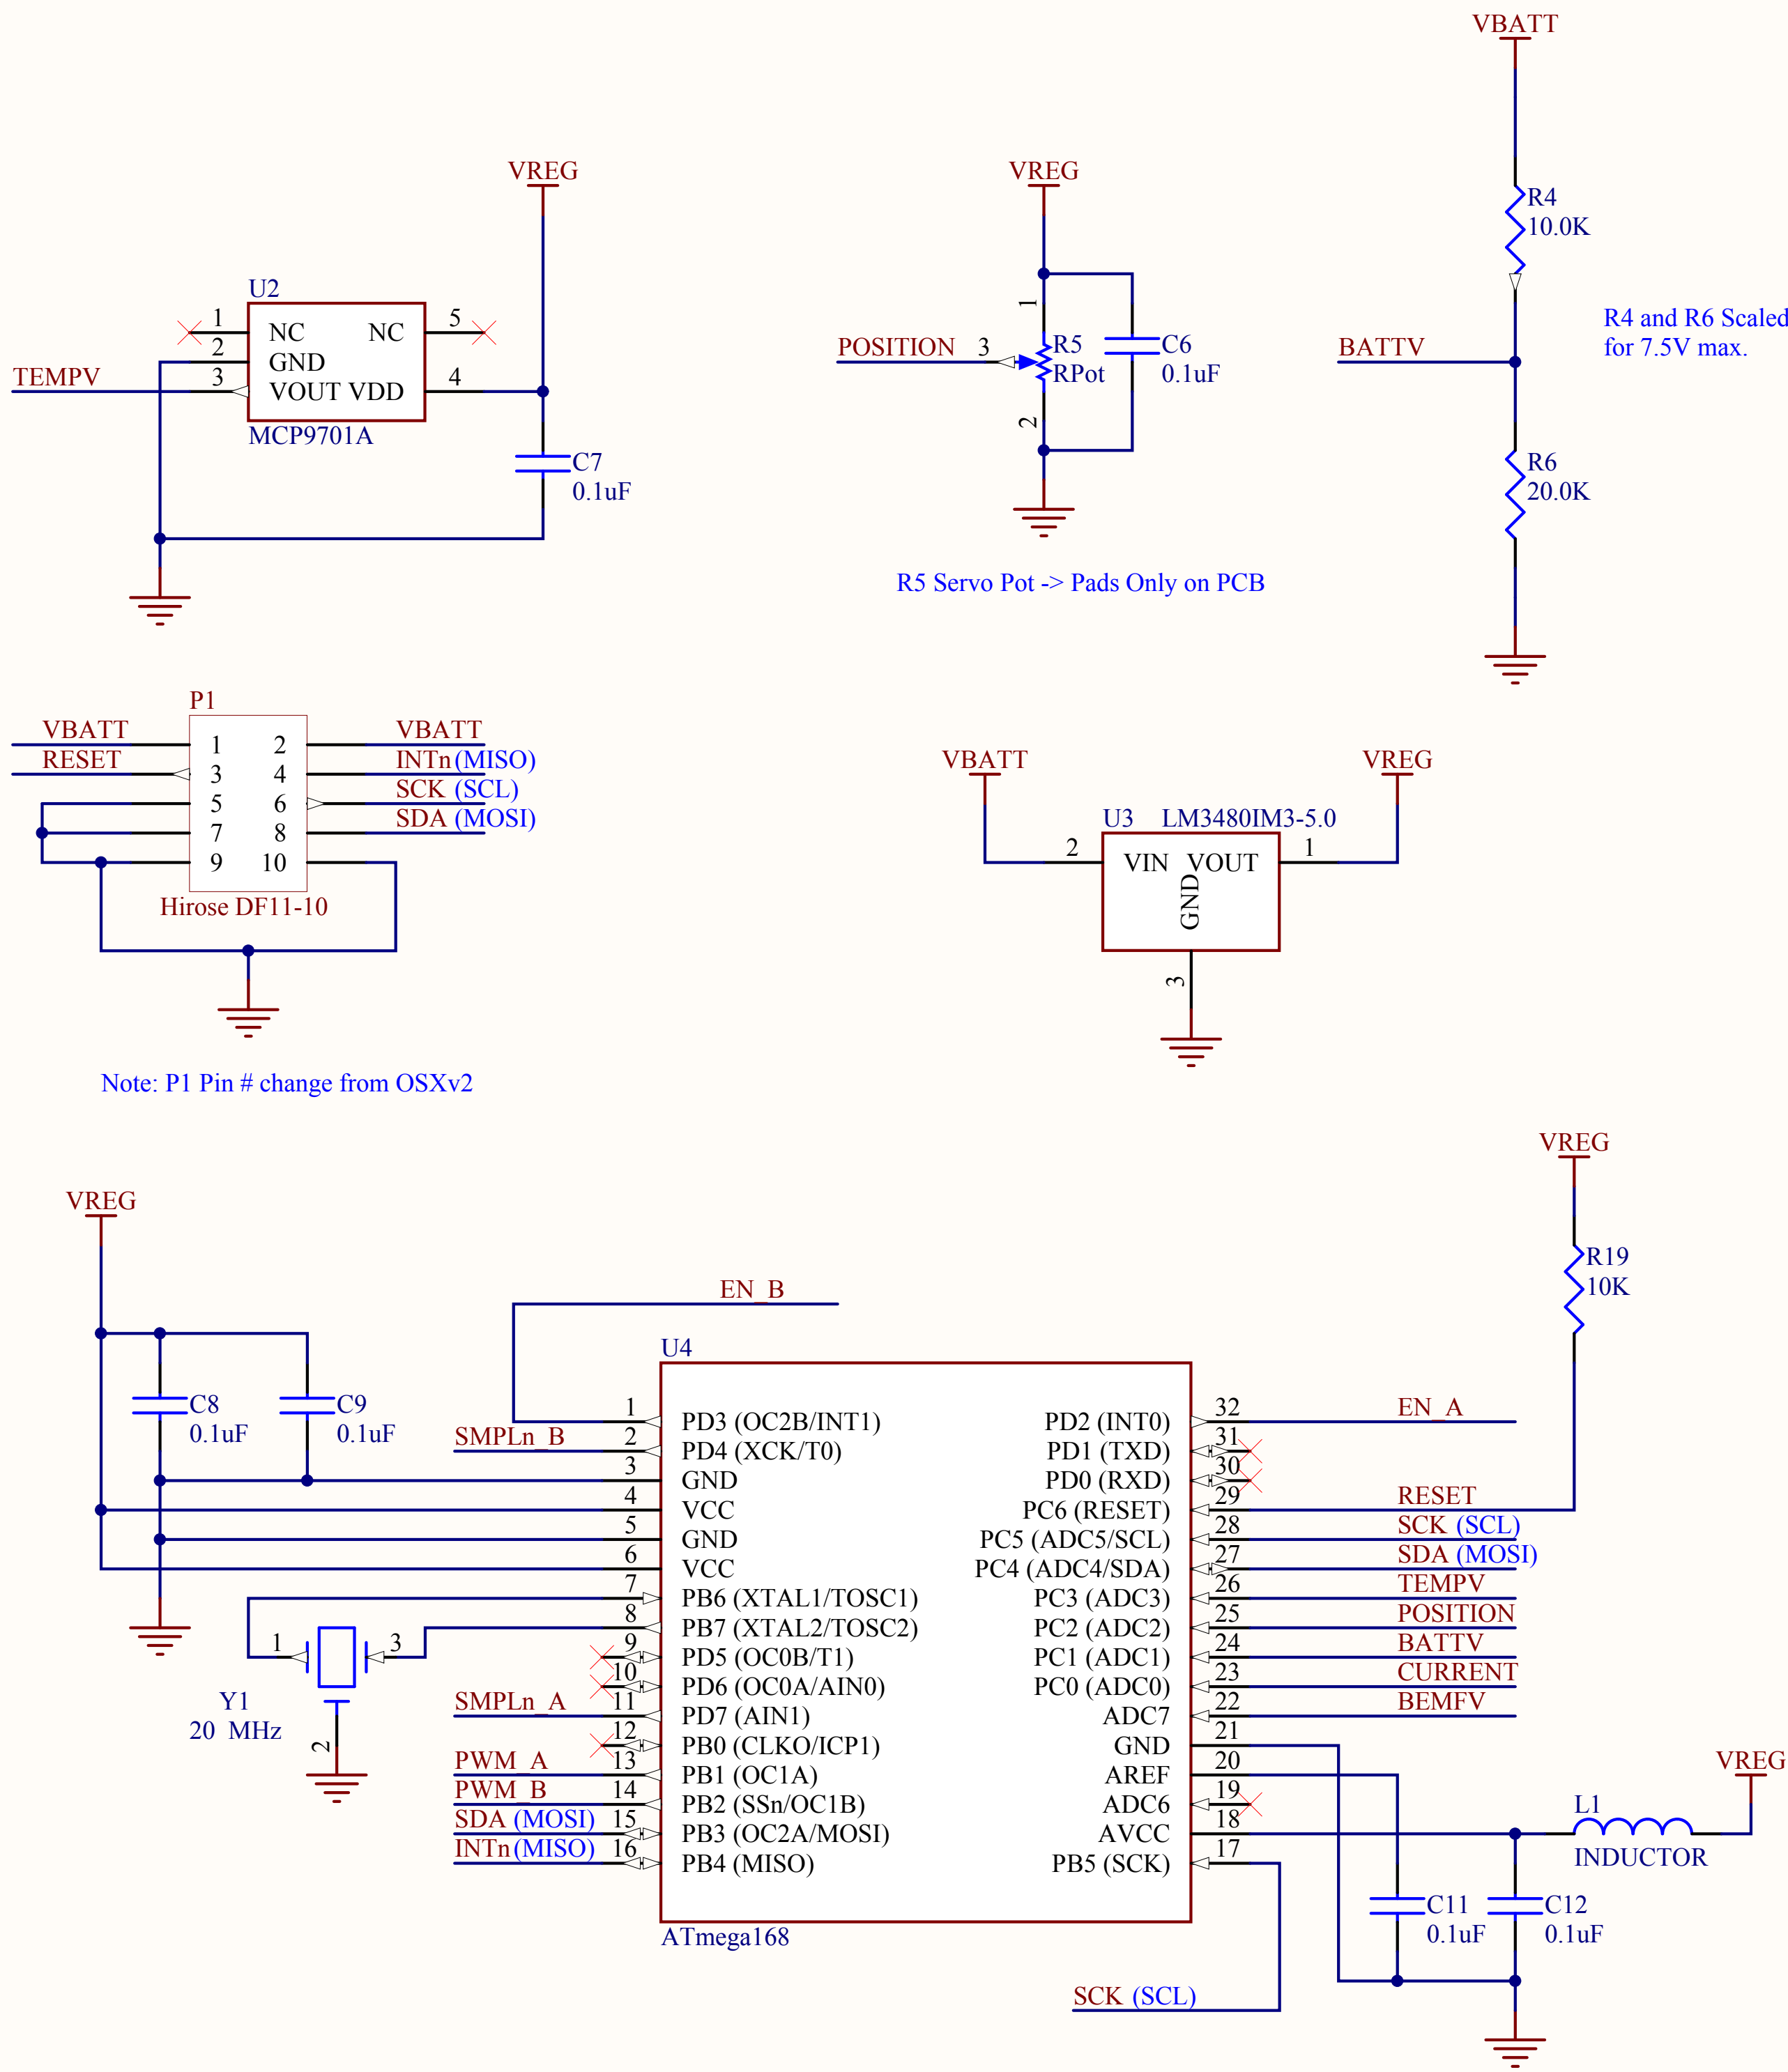 VBATT
R4
10.0K
R4 and R6 Scaled
for 7.5V max.
BATTV
R6
20.0K
VREG
U2
1 NC NC 5
2 GND
TEMPV 3 VOUT VDD 4
MCP9701A
C7
0.1uF
VREG
1
POSITION 3 R5 C6
RPot 0.1uF
2
R5 Servo Pot -> Pads Only on PCB
P1
VBATT 1 2 VBATT
RESET 3 4 INTn (MISO)
5 6 SCK (SCL)
7 8 SDA (MOSI)
9 10
Hirose DF11-10
Note: P1 Pin # change from OSXv2
VBATT VREG
U3 LM3480IM3-5.0
2 VIN VOUT 1
GND
3
VREG
R19
10K
VREG
C8 C9
0.1uF 0.1uF
EN_B
U4
1 PD3 (OC2B/INT1) PD2 (INT0) 32 EN_A
SMPLn_B 2 PD4 (XCK/T0) PD1 (TXD) 31
3 GND PD0 (RXD) 30
4 VCC PC6 (RESET) 29 RESET
5 GND PC5 (ADC5/SCL) 28 SCK (SCL)
6 VCC PC4 (ADC4/SDA) 27 SDA (MOSI)
7 PB6 (XTAL1/TOSC1) PC3 (ADC3) 26 TEMPV
8 PB7 (XTAL2/TOSC2) PC2 (ADC2) 25 POSITION
9 PD5 (OC0B/T1) PC1 (ADC1) 24 BATTV
10 PD6 (OC0A/AIN0) PC0 (ADC0) 23 CURRENT
SMPLn_A 11 PD7 (AIN1) ADC7 22 BEMFV
12 PB0 (CLKO/ICP1) GND 21
PWM_A 13 PB1 (OC1A) AREF 20
PWM_B 14 PB2 (SSn/OC1B) ADC6 19
SDA (MOSI) 15 PB3 (OC2A/MOSI) AVCC 18
INTn (MISO) 16 PB4 (MISO) PB5 (SCK) 17
ATmega168
1 3
Y1
20 MHz
2
VREG
L1
INDUCTOR
C11 C12
0.1uF 0.1uF
SCK (SCL)